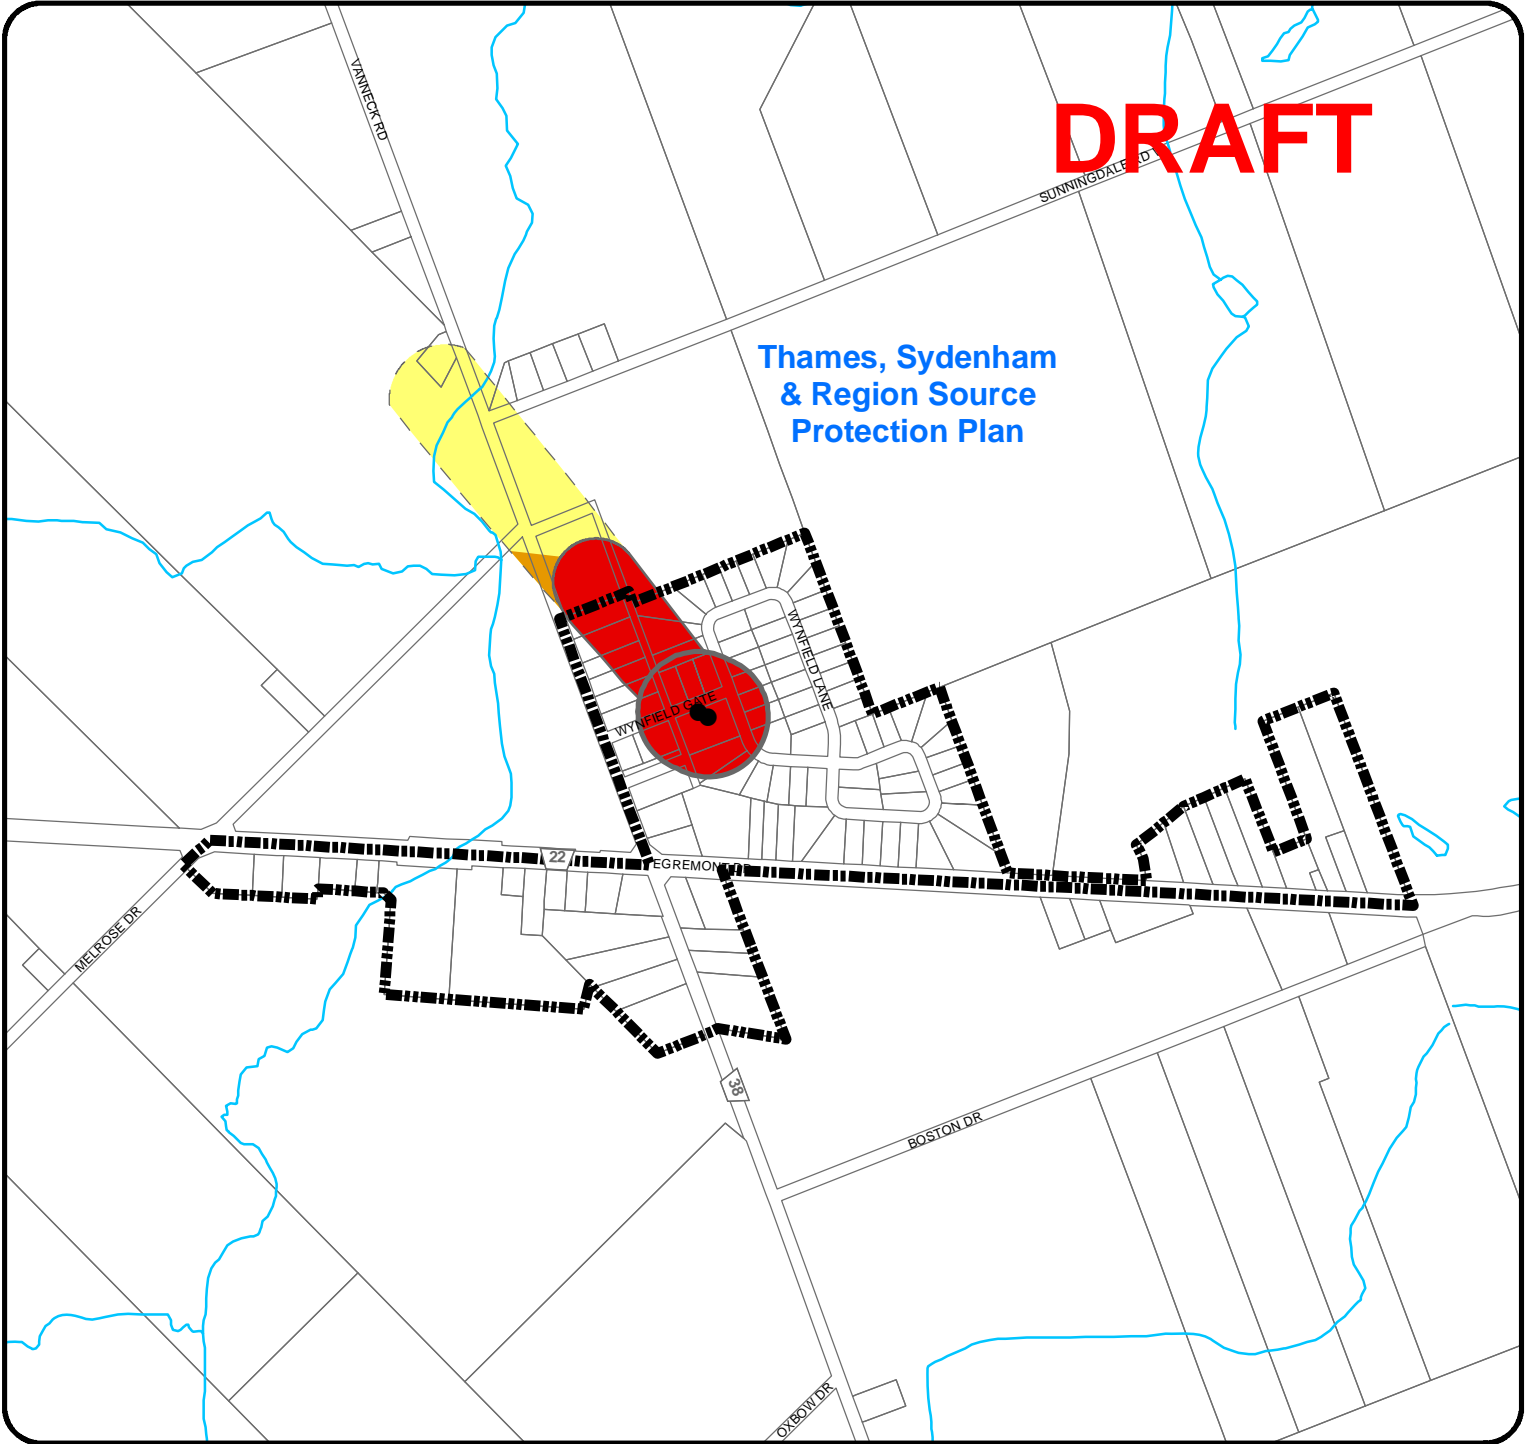 VANNECK RD
DRAFT
SUNNINGDALE RD
Thames, Sydenham
& Region Source
Protection Plan
WYNFIELD LANE
WYNFIELD GATE
22
EGREMONT DR
MELROSE DR
38
BOSTON DR
OXBOW DR